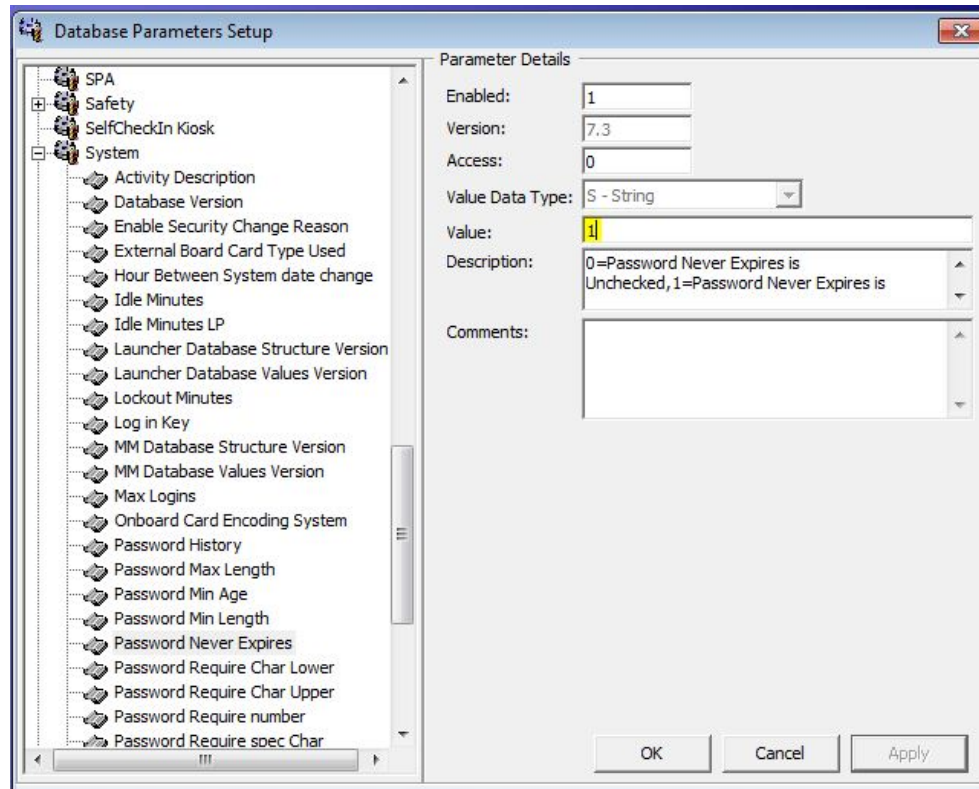 Database Parameters Setup
SPA
Safety
SelfCheckIn Kiosk
System
Activity Description
Database Version
Enable Security Change Reason
External Board Card Type Used
Hour Between System date change
Idle Minutes
Idle Minutes LP
Launcher Database Structure Version
Launcher Database Values Version
Lockout Minutes
Log in Key
MM Database Structure Version
MM Database Values Version
Max Logins
Onboard Card Encoding System
Password History
Password Max Length
Password Min Age
Password Min Length
Password Never Expires
Password Require Char Lower
Password Require Char Upper
Password Require number
Password Require spec Char
Parameter Details
Enabled: 1
Version: 7.3
Access: 0
Value Data Type: S - String
Value: 1
Description: 0=Password Never Expires is
Unchecked,1=Password Never Expires is
Comments:
OK Cancel Apply